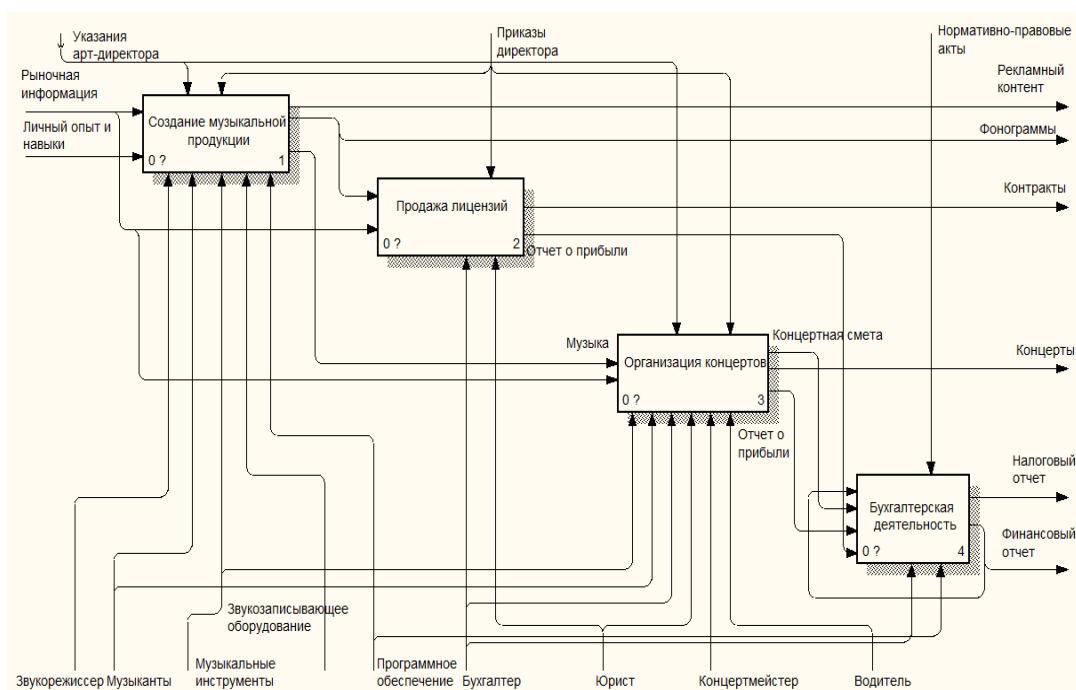 Указания
арт-директора
Приказы
директора
Нормативно-правовые
акты
Рыночная
информация
Рекламный
контент
Личный опыт и
навыки
Создание музыкальной
продукции
0 ?
1
Фонограммы
Продажа лицензий
0 ?
2
Контракты
Отчет о прибыли
Музыка
Концертная смета
Организация концертов
0 ?
3
Концерты
Отчет о
прибыли
Налоговый
отчет
Бухгалтерская
деятельность
0 ?
4
Финансовый
отчет
Звукозаписывающее
оборудование
Звукорежиссер
Музыканты
Музыкальные
инструменты
Программное
обеспечение
Бухгалтер
Юрист
Концертмейстер
Водитель